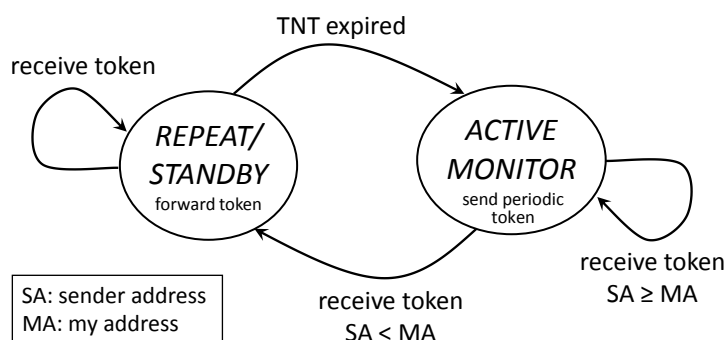 TNT expired
receive token
REPEAT/
STANDBY
forward token
ACTIVE
MONITOR
send periodic
token
receive token
SA ≥ MA
receive token
SA < MA
SA: sender address
MA: my address